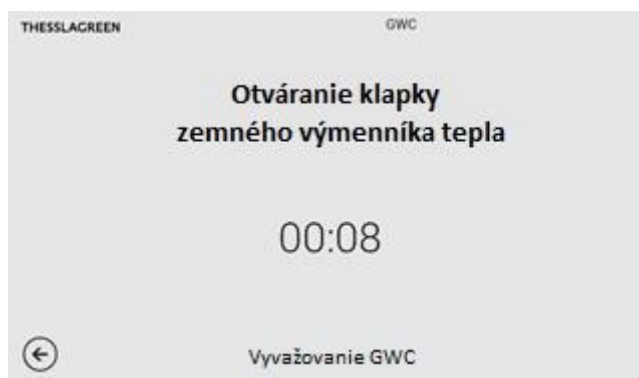 THESSLAGREEN GWC
Otváranie klapky
zemného výmenníka tepla
00:08
Vyvažovanie GWC